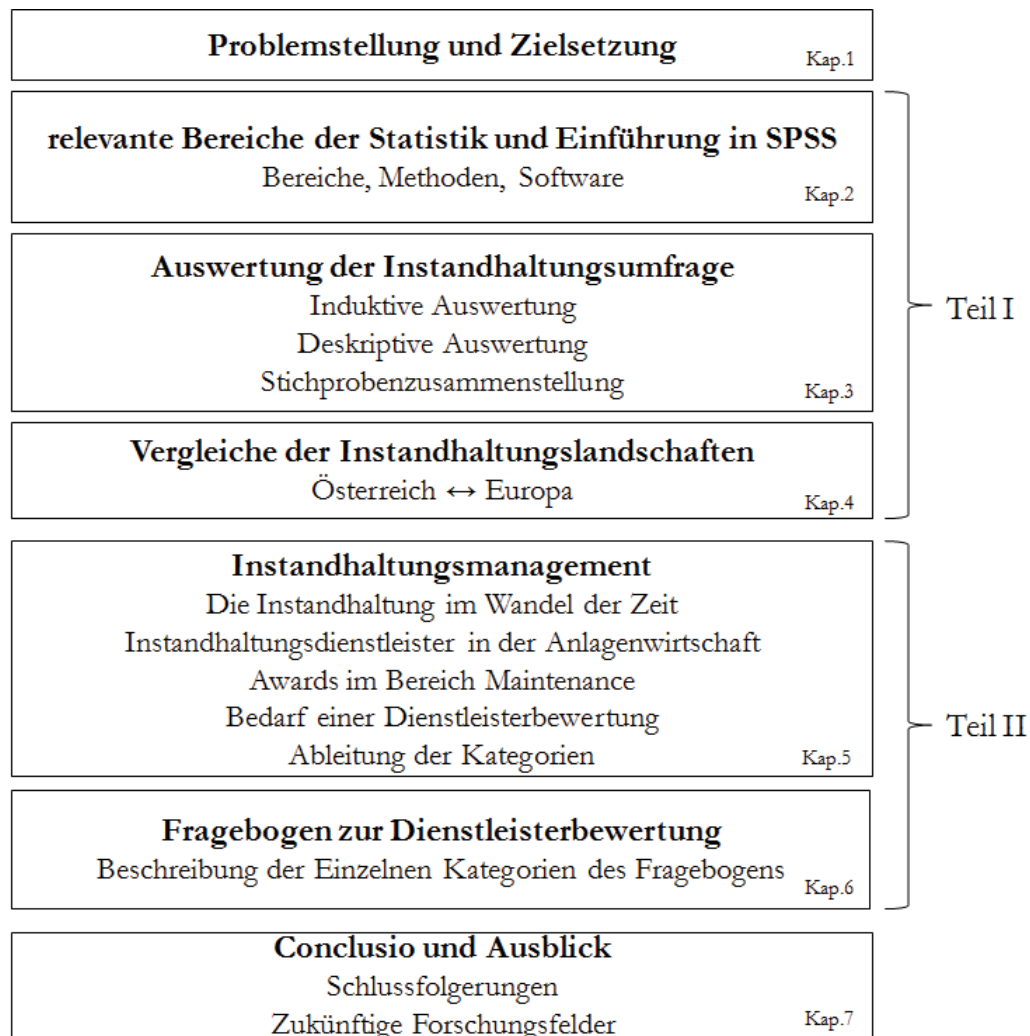 Problemstellung und Zielsetzung
Kap.1
relevante Bereiche der Statistik und Einführung in SPSS
Bereiche, Methoden, Software
Kap.2
Auswertung der Instandhaltungsumfrage
Induktive Auswertung
Deskriptive Auswertung
Stichprobenzusammenstellung
Kap.3
Vergleiche der Instandhaltungslandschaften
Österreich ↔ Europa
Kap.4
Teil I
Instandhaltungsmanagement
Die Instandhaltung im Wandel der Zeit
Instandhaltungsdienstleister in der Anlagenwirtschaft
Awards im Bereich Maintenance
Bedarf einer Dienstleisterbewertung
Ableitung der Kategorien
Kap.5
Fragebogen zur Dienstleisterbewertung
Beschreibung der Einzelnen Kategorien des Fragebogens
Kap.6
Teil II
Conclusio und Ausblick
Schlussfolgerungen
Zukünftige Forschungsfelder
Kap.7